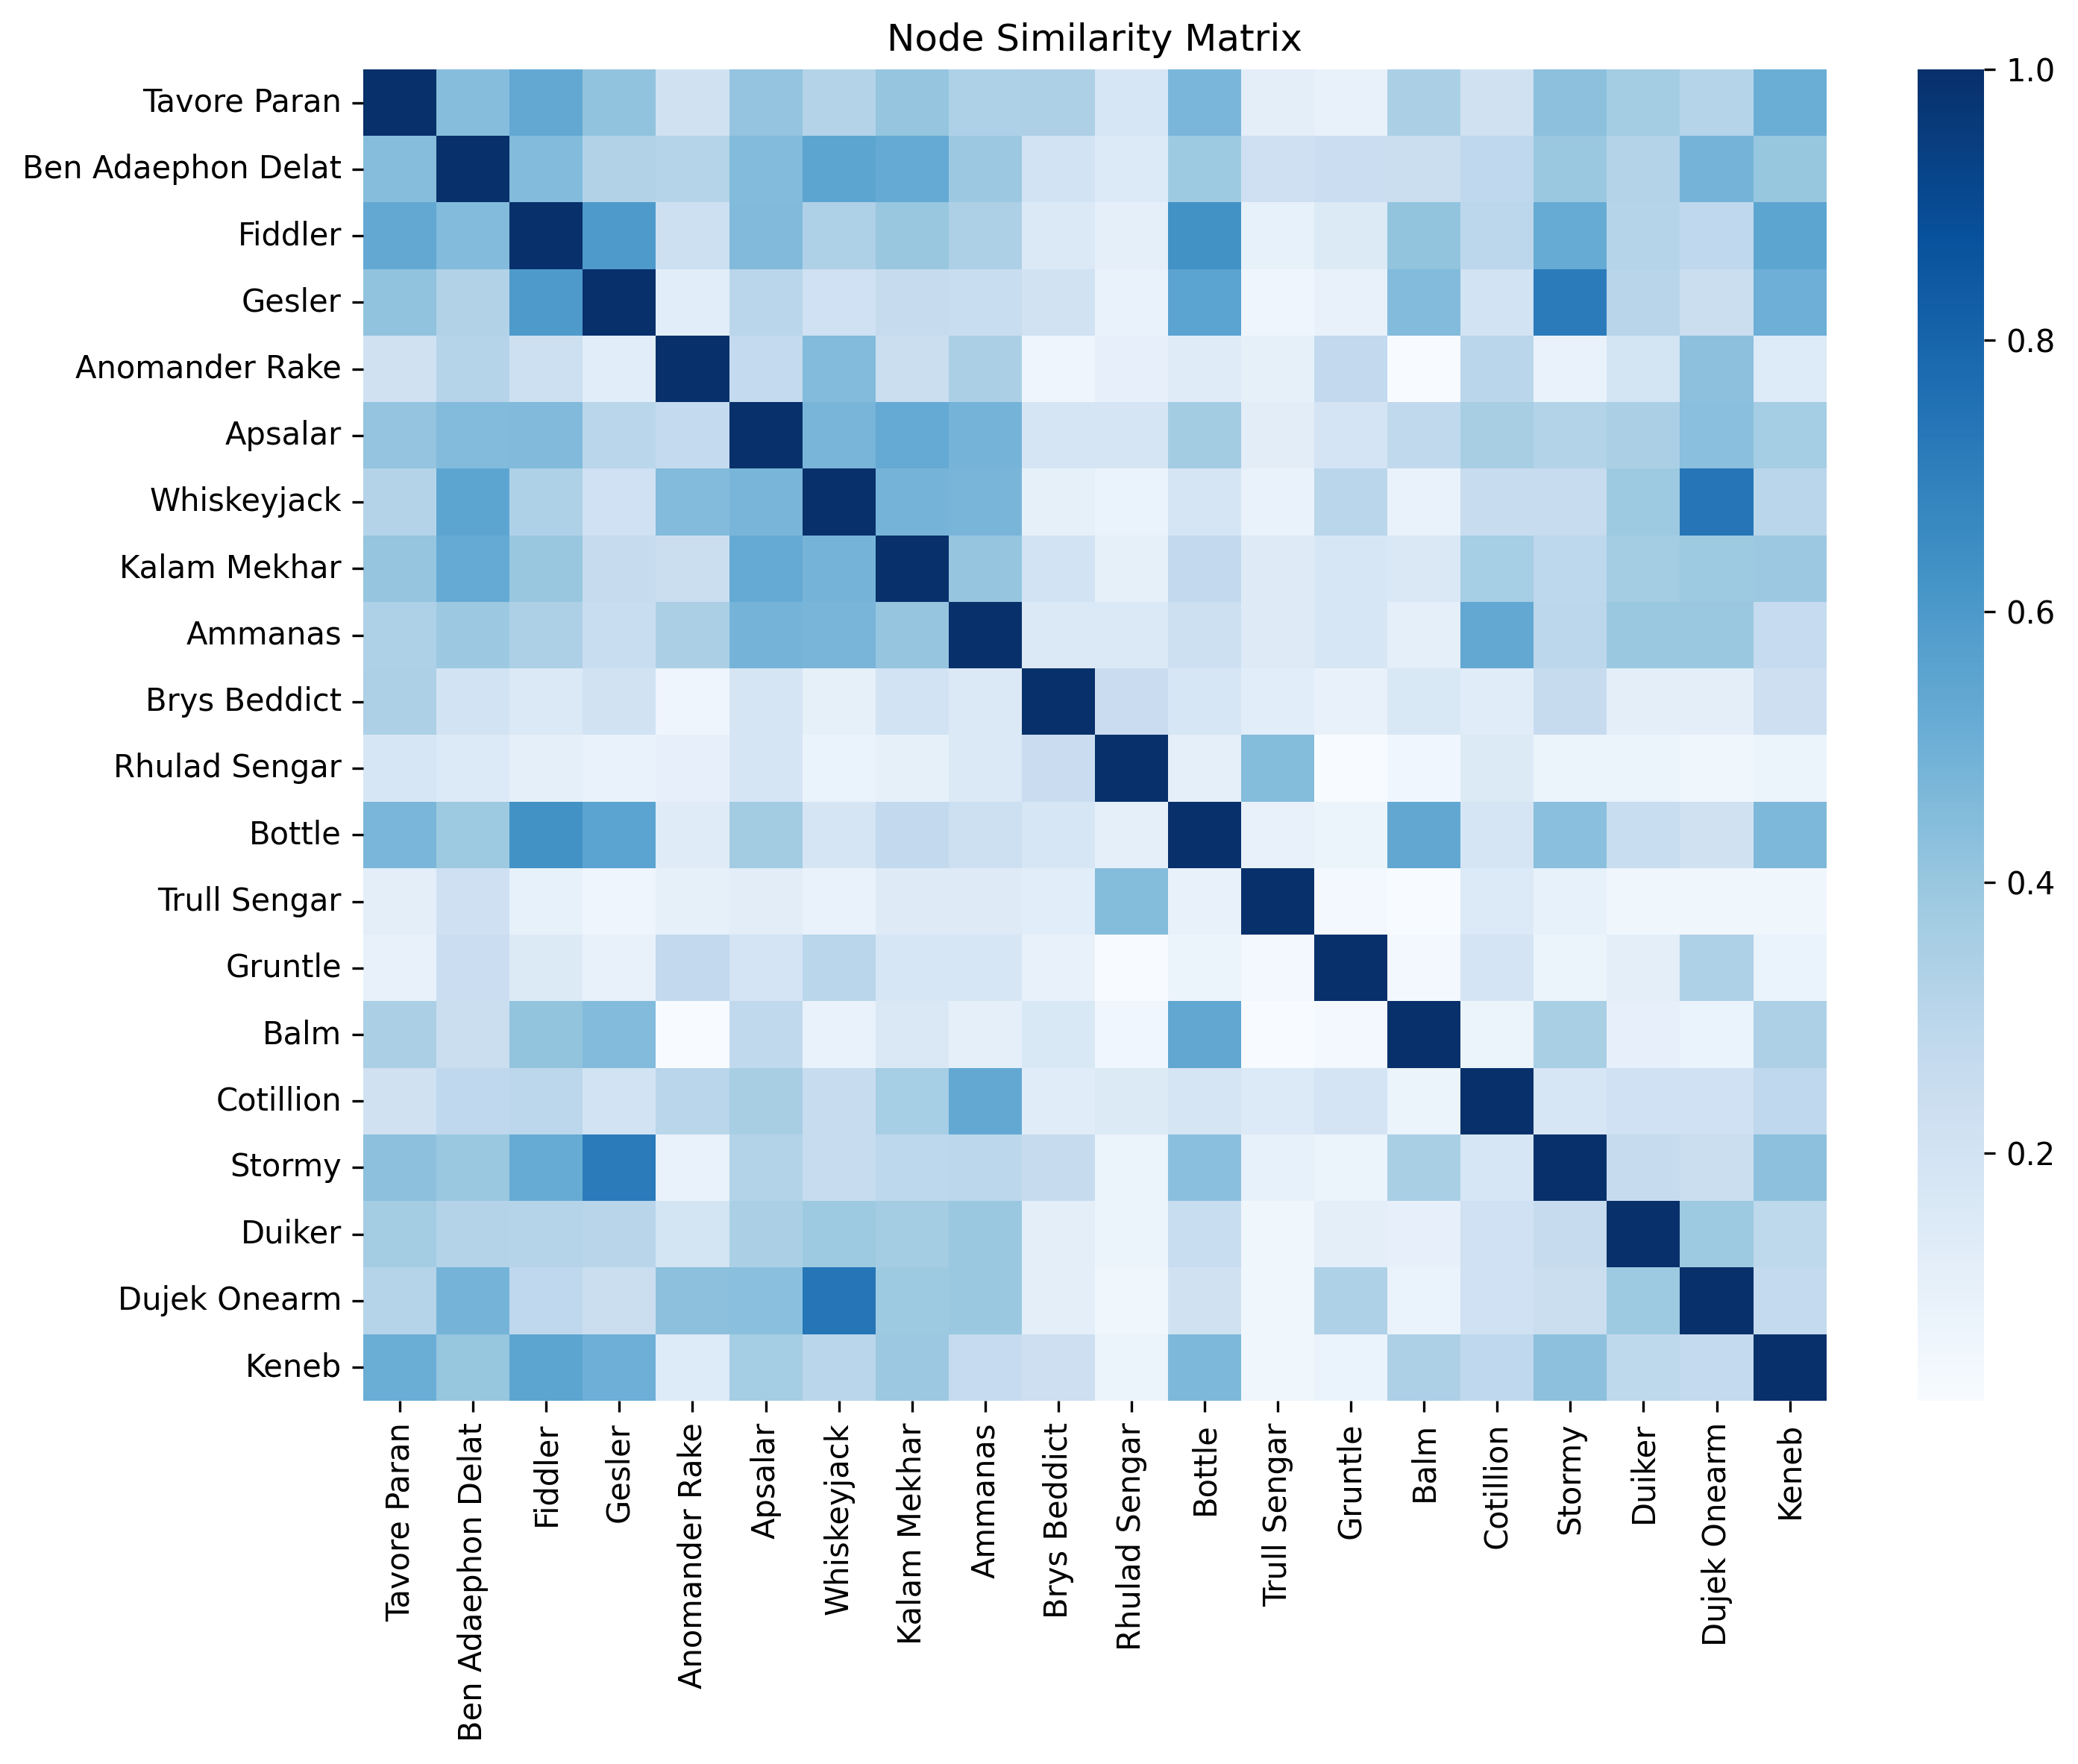 Node Similarity Matrix
Tavore Paran
Ben Adaephon Delat
Fiddler
Gesler
Anomander Rake
Apsalar
Whiskeyjack
Kalam Mekhar
Ammanas
Brys Beddict
Rhulad Sengar
Bottle
Trull Sengar
Gruntle
Balm
Cotillion
Stormy
Duiker
Dujek Onearm
Keneb
Tavore Paran
Ben Adaephon Delat
Fiddler
Gesler
Anomander Rake
Apsalar
Whiskeyjack
Kalam Mekhar
Ammanas
Brys Beddict
Rhulad Sengar
Bottle
Trull Sengar
Gruntle
Balm
Cotillion
Stormy
Duiker
Dujek Onearm
Keneb
1.0
0.8
0.6
0.4
0.2